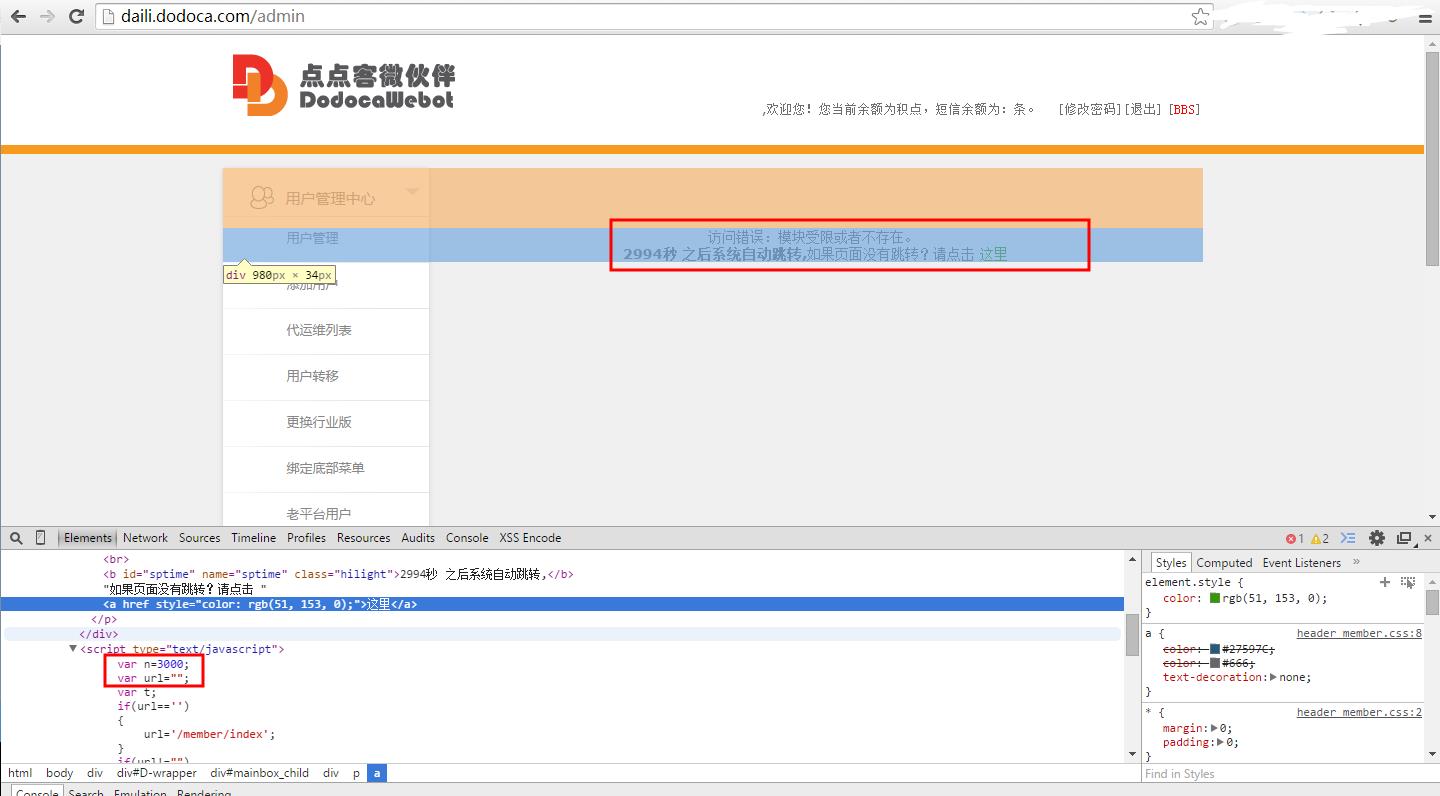 daili.dodoca.com/admin
点点客微伙伴
DodocaWebot
,欢迎您！您当前余额为积点，短信余额为：条。 [修改密码] [退出] [BBS]
用户管理中心
用户管理
访问错误：模块受限或者不存在。
2994秒 之后系统自动跳转,如果页面没有跳转？请点击 这里
div 980px × 34px
添加用户
代运维列表
用户转移
更换行业版
绑定底部菜单
老平台用户
Elements Network Sources Timeline Profiles Resources Audits Console XSS Encode 1 2
<br>
<b id="sptime" name="sptime" class="hilight">2994秒 之后系统自动跳转,</b>
"如果页面没有跳转？请点击 "
<a href style="color: rgb(51, 153, 0);">这里</a>
</p>
</div>
<script type="text/javascript">
var n=3000;
var url="";
var t;
if(url=='')
{
url='/member/index';
}
if(url!="")
html body div div#D-wrapper div#mainbox_child div p a
Styles Computed Event Listeners »
element.style {
color: rgb(51, 153, 0);
}
a { header_member.css:8
color: #27597C;
color: #666;
text-decoration: none;
}
* { header_member.css:2
margin: 0;
padding: 0;
}
Find in Styles
Console Search Emulation Rendering